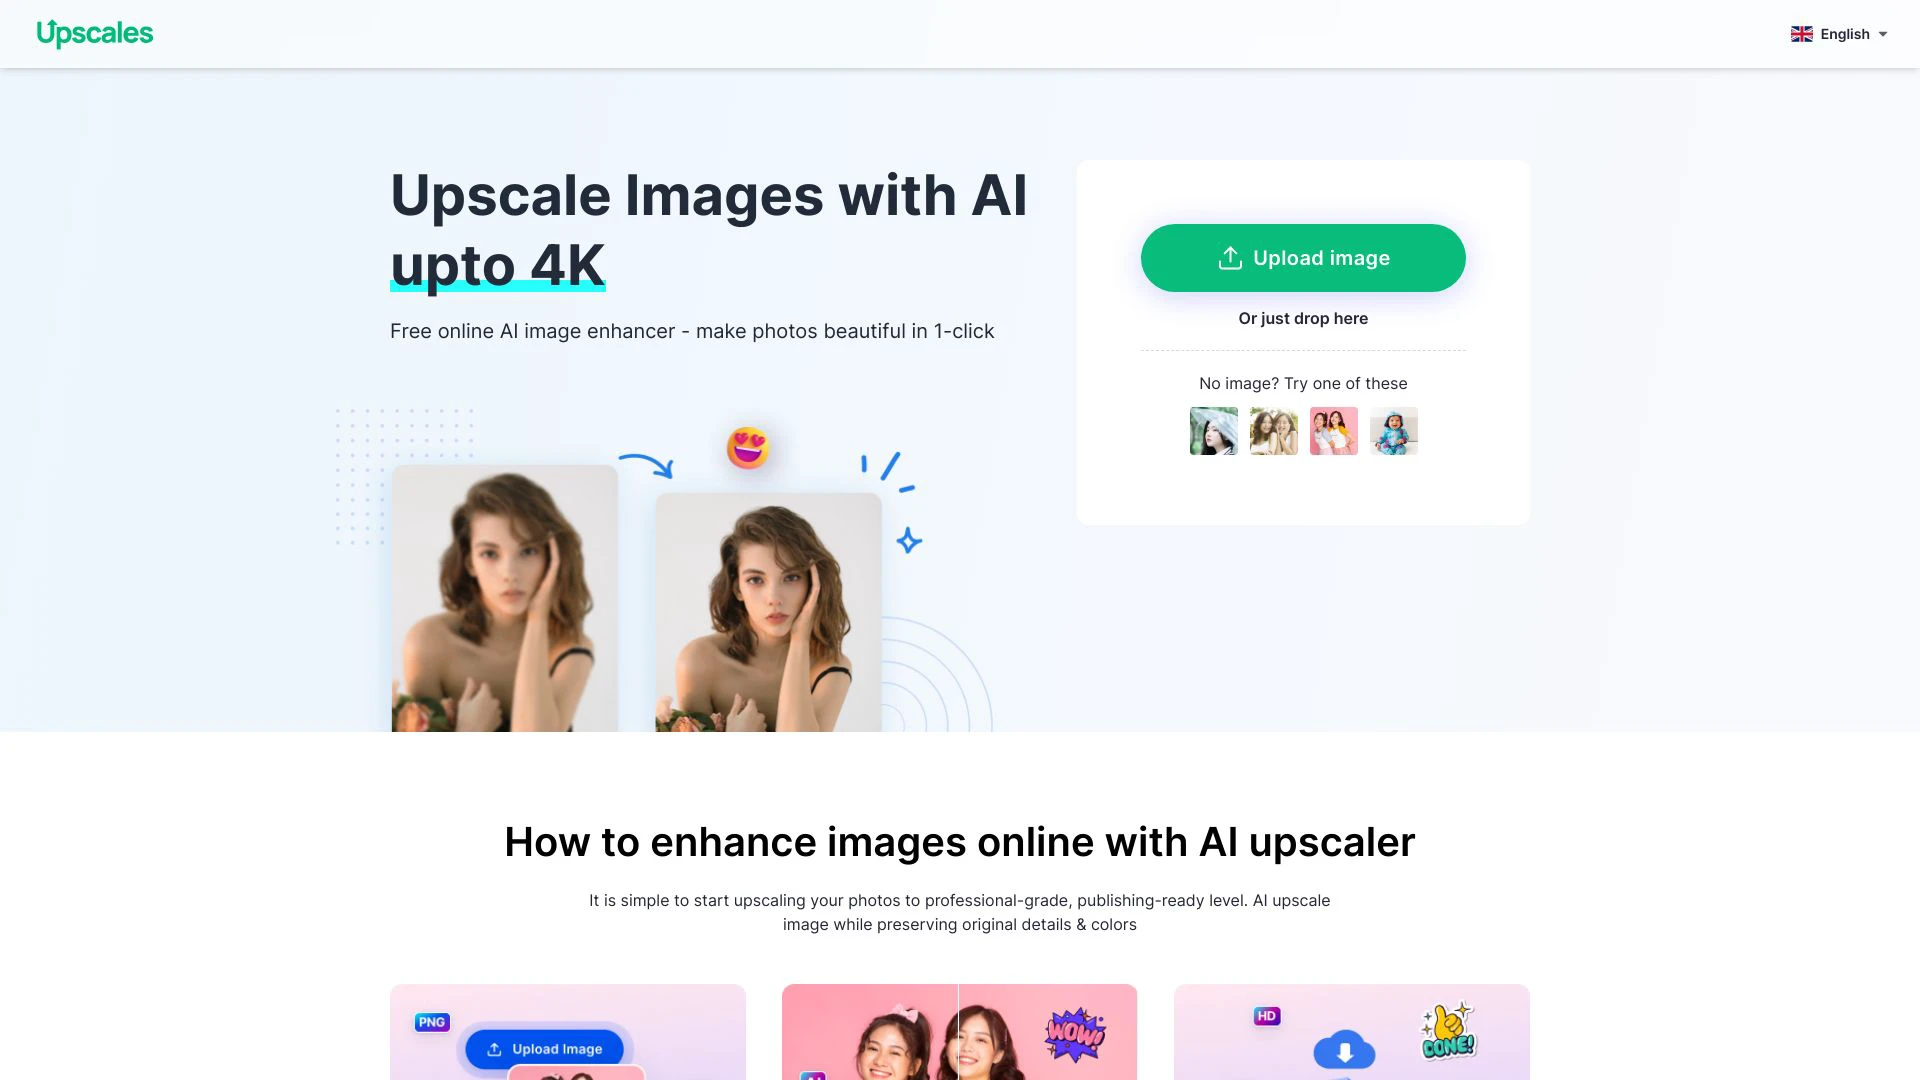 Upscales
English
Upscale Images with AI
upto 4K
Free online AI image enhancer - make photos beautiful in 1-click
Upload image
Or just drop here
No image? Try one of these
How to enhance images online with AI upscaler
It is simple to start upscaling your photos to professional-grade, publishing-ready level. AI upscale
image while preserving original details & colors
PNG
Upload Image
WOW!
HD
DONE!